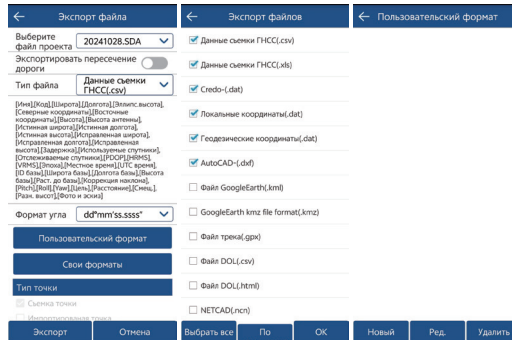 Экспорт файла
Выберите
файл проекта
20241028.SDA
Экспортировать пересечение
дороги
Тип файла
Данные съемки
ГНСС(.csv)
[Имя],[Код],[Широта],[Долгота],[Эллипс.высота],
[Северные координаты],[Восточные
координаты],[Высота],[Высота антенны],
[Истинная широта],[Истинная долгота],
[Истинная высота],[Исправленная широта],
[Исправленная долгота],[Исправленная
высота],[Задержка],[Используемые спутники],
[Отслеживаемые спутники],[PDOP],[HRMS],
[VRMS],[Эпоха],[Местное время],[UTC время],
[ID базы],[Широта базы],[Долгота базы],[Высота
базы],[Раст. до базы],[Коррекция наклона],
[Pitch],[Roll],[Yaw],[Цель],[Расстояние],[Смещ.],
[Разн. высот],[Фото и эскиз]
Формат угла
dd°mm′ss.ssss″
Пользовательский формат
Свои форматы
Тип точки
Съемка точки
Импортированая точка
Экспорт
Отмена
Экспорт файлов
Данные съемки ГНСС(.csv)
Данные съемки ГНСС(.xls)
Credo-(.dat)
Локальные координаты(.dat)
Геодезические координаты(.dat)
AutoCAD-(.dxf)
Файл GoogleEarth(.kml)
GoogleEarth kmz file format(.kmz)
Файл трека(.gpx)
Файл DOL(.csv)
Файл DOL(.html)
NETCAD(.ncn)
Выбрать все
По
OK
Пользовательский формат
Новый
Ред.
Удалить